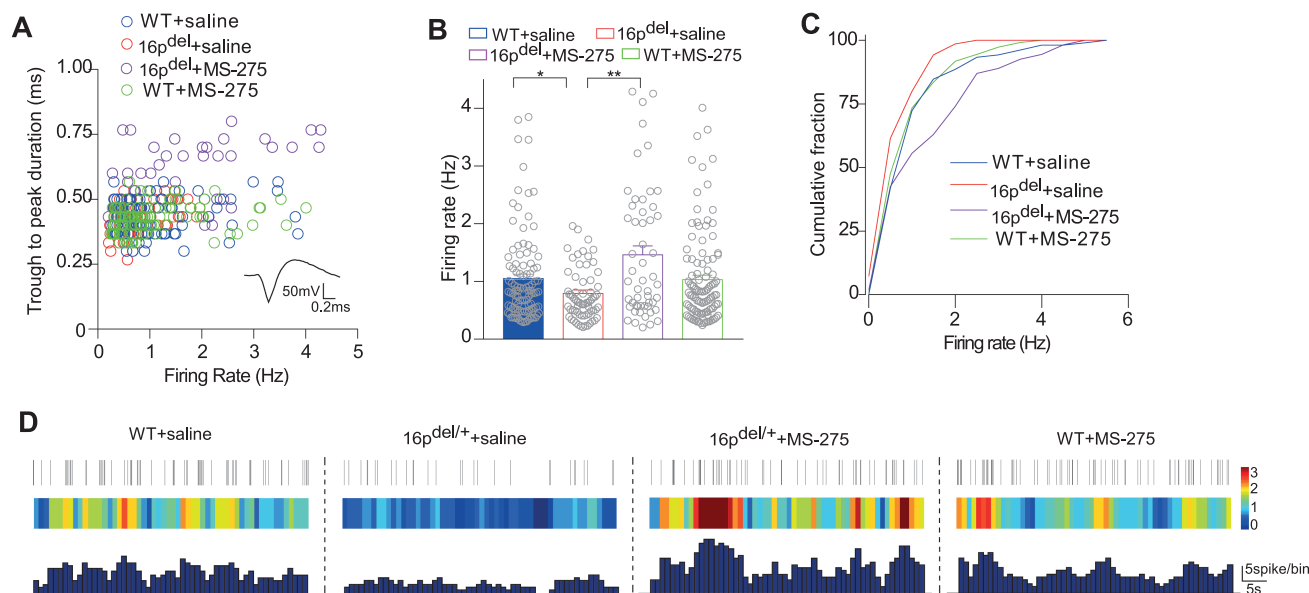 A
WT+saline
16pdel+saline
16pdel+MS-275
WT+MS-275
Trough to peak duration (ms)
1.00
0.75
0.50
0.25
0
0 1 2 3 4 5
Firing Rate (Hz)
50mV
0.2ms
B
WT+saline 16pdel+saline
16pdel+MS-275 WT+MS-275
* **
Firing rate (Hz)
4
3
2
1
0
C
Cumulative fraction
100
75
50
25
0
0 2 4 6
Firing rate (Hz)
WT+saline
16pdel+saline
16pdel+MS-275
WT+MS-275
D
WT+saline 16pdel/++saline 16pdel/++MS-275 WT+MS-275
3
2
1
0
5spike/bin
5s